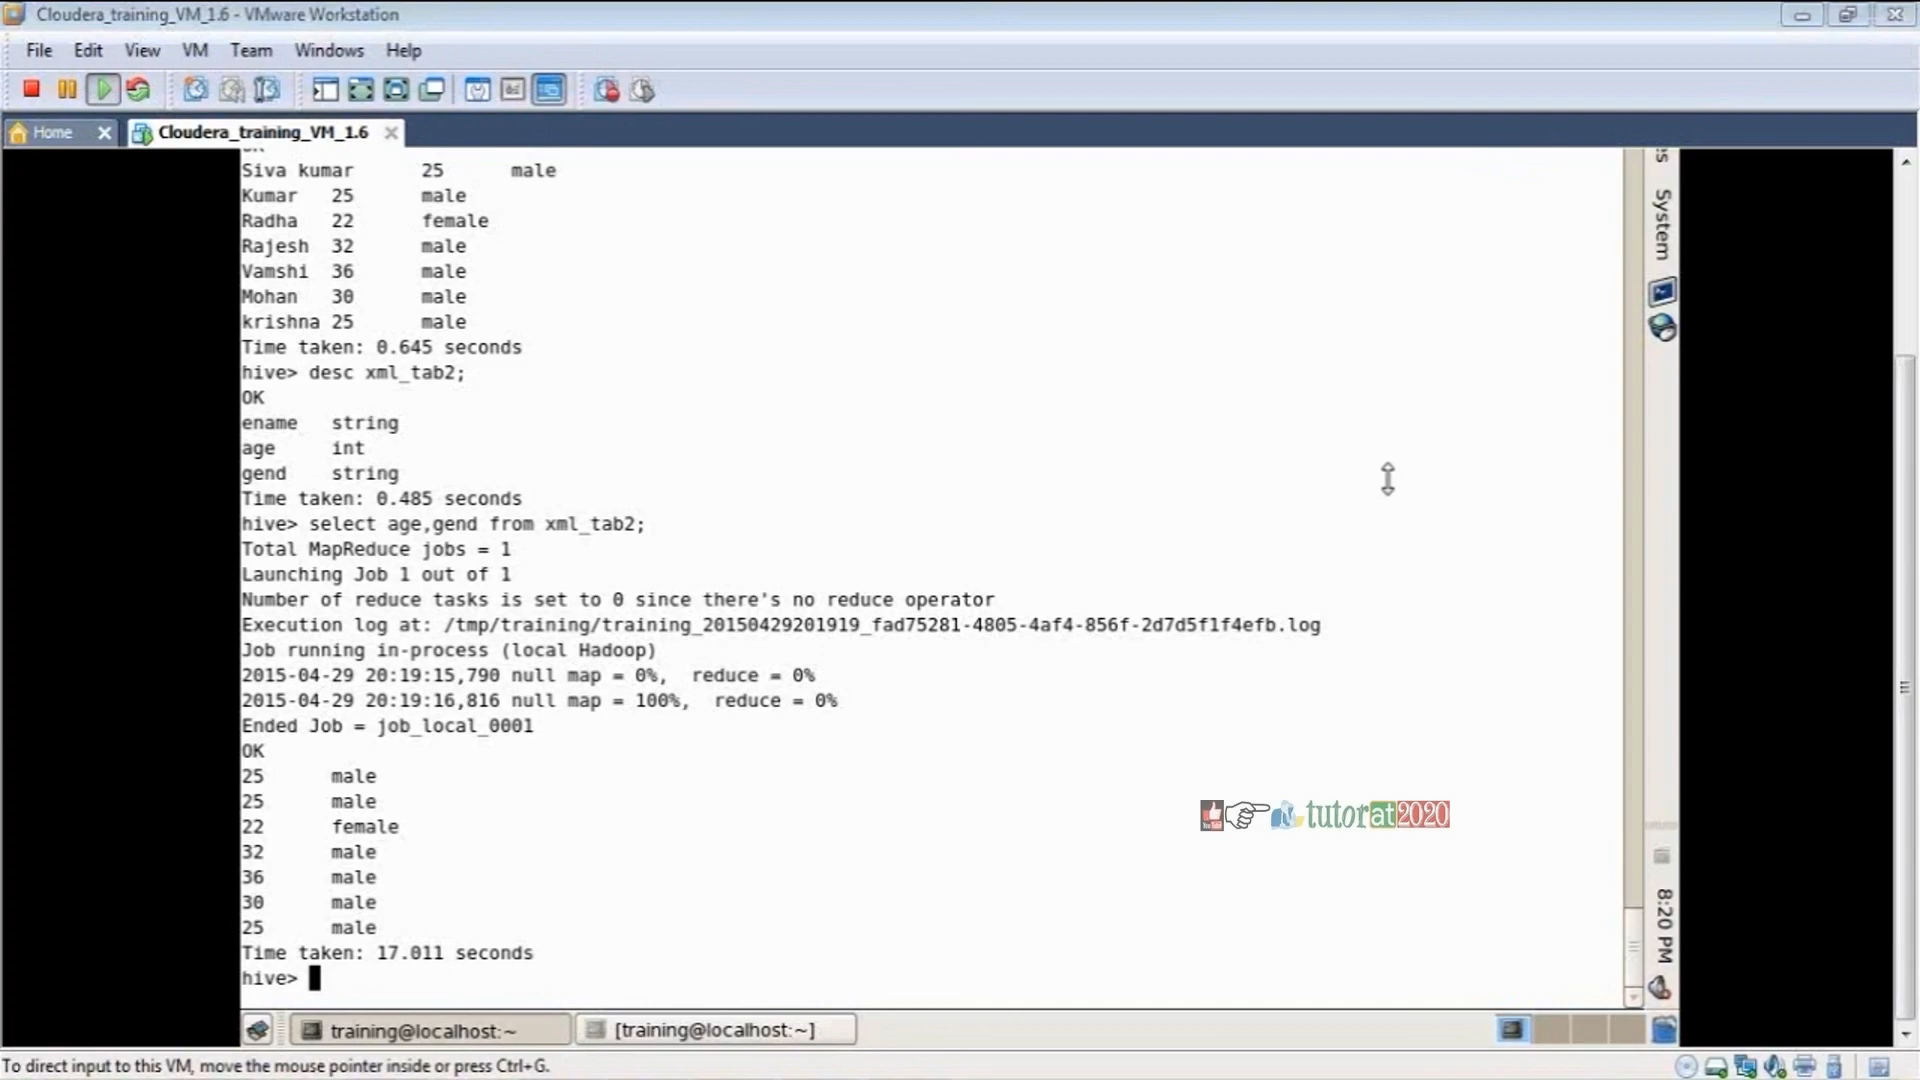 Cloudera_training_VM_1.6 - VMware Workstation
File Edit View VM Team Windows Help
Home Cloudera_training_VM_1.6
OK
Siva kumar 25 male
Kumar 25 male
Radha 22 female
Rajesh 32 male
Vamshi 36 male
Mohan 30 male
krishna 25 male
Time taken: 0.645 seconds
hive> desc xml_tab2;
OK
ename string
age int
gend string
Time taken: 0.485 seconds
hive> select age,gend from xml_tab2;
Total MapReduce jobs = 1
Launching Job 1 out of 1
Number of reduce tasks is set to 0 since there's no reduce operator
Execution log at: /tmp/training/training_20150429201919_fad75281-4805-4af4-856f-2d7d5f1f4efb.log
Job running in-process (local Hadoop)
2015-04-29 20:19:15,790 null map = 0%, reduce = 0%
2015-04-29 20:19:16,816 null map = 100%, reduce = 0%
Ended Job = job_local_0001
OK
25 male
25 male
22 female
32 male
36 male
30 male
25 male
Time taken: 17.011 seconds
hive>
System
8:20 PM
tutorat2020
training@localhost:~
[training@localhost:~]
To direct input to this VM, move the mouse pointer inside or press Ctrl+G.